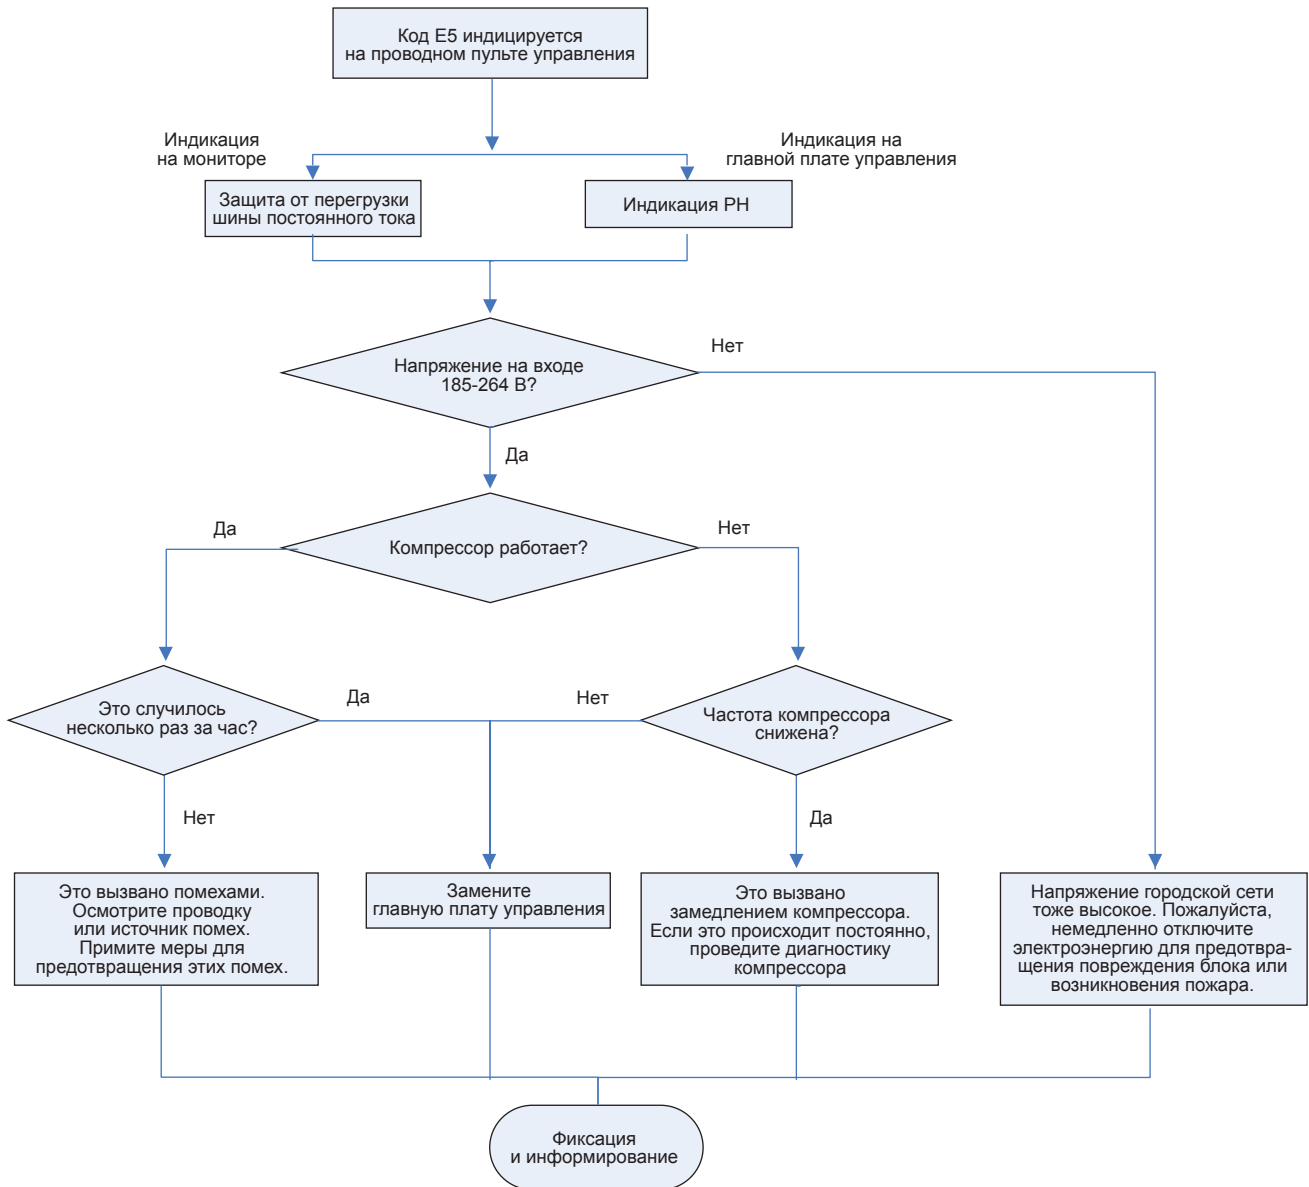 Код E5 индицируется
на проводном пульте управления
Индикация
на мониторе
Индикация на
главной плате управления
Защита от перегрузки
шины постоянного тока
Индикация PH
Напряжение на входе
185-264 В?
Нет
Да
Компрессор работает?
Да
Нет
Это случилось
несколько раз за час?
Да
Нет
Частота компрессора
снижена?
Нет
Да
Это вызвано помехами.
Осмотрите проводку
или источник помех.
Примите меры для
предотвращения этих помех.
Замените
главную плату управления
Это вызвано
замедлением компрессора.
Если это происходит постоянно,
проведите диагностику
компрессора
Напряжение городской сети
тоже высокое. Пожалуйста,
немедленно отключите
электроэнергию для предотвра-
щения повреждения блока или
возникновения пожара.
Фиксация
и информирование